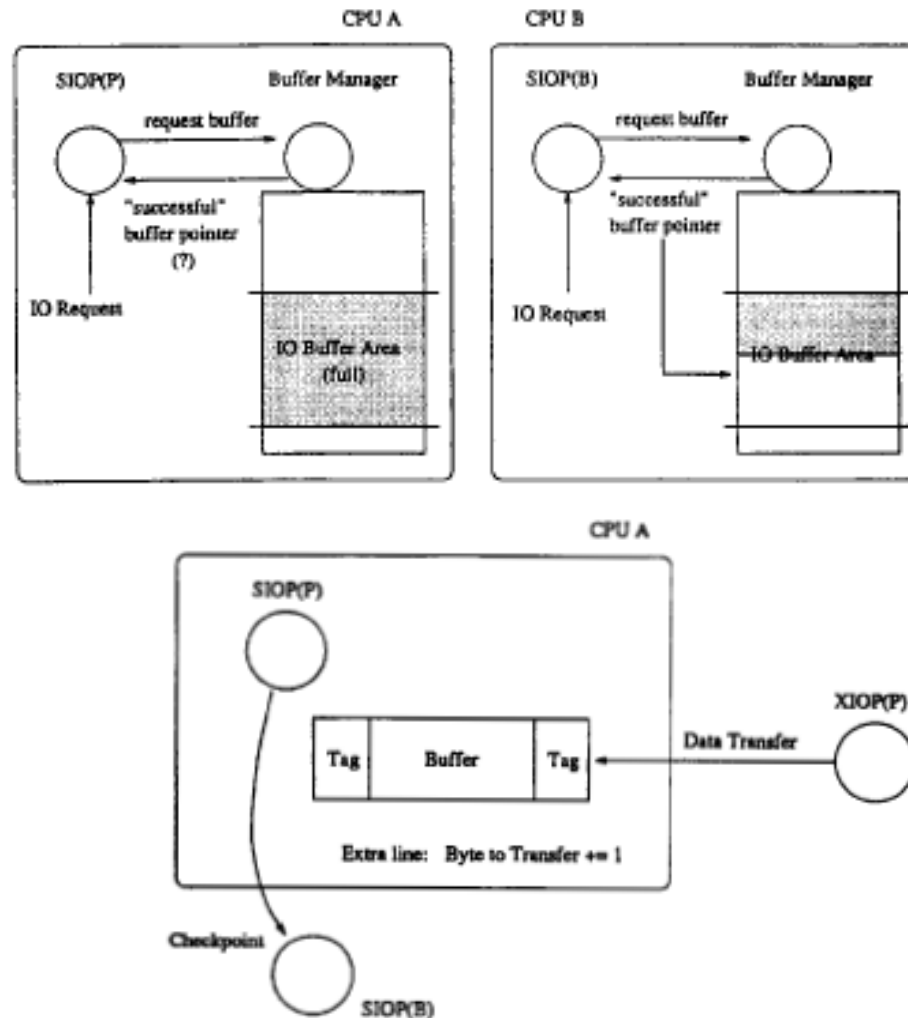 CPU A
SIOP(P)
Buffer Manager
request buffer
"successful"
buffer pointer
(?)
IO Request
IO Buffer Area
(full)
CPU B
SIOP(B)
Buffer Manager
request buffer
"successful"
buffer pointer
IO Request
IO Buffer Area
CPU A
SIOP(P)
XIOP(P)
Data Transfer
Tag
Buffer
Tag
Extra line: Byte to Transfer += 1
Checkpoint
SIOP(B)